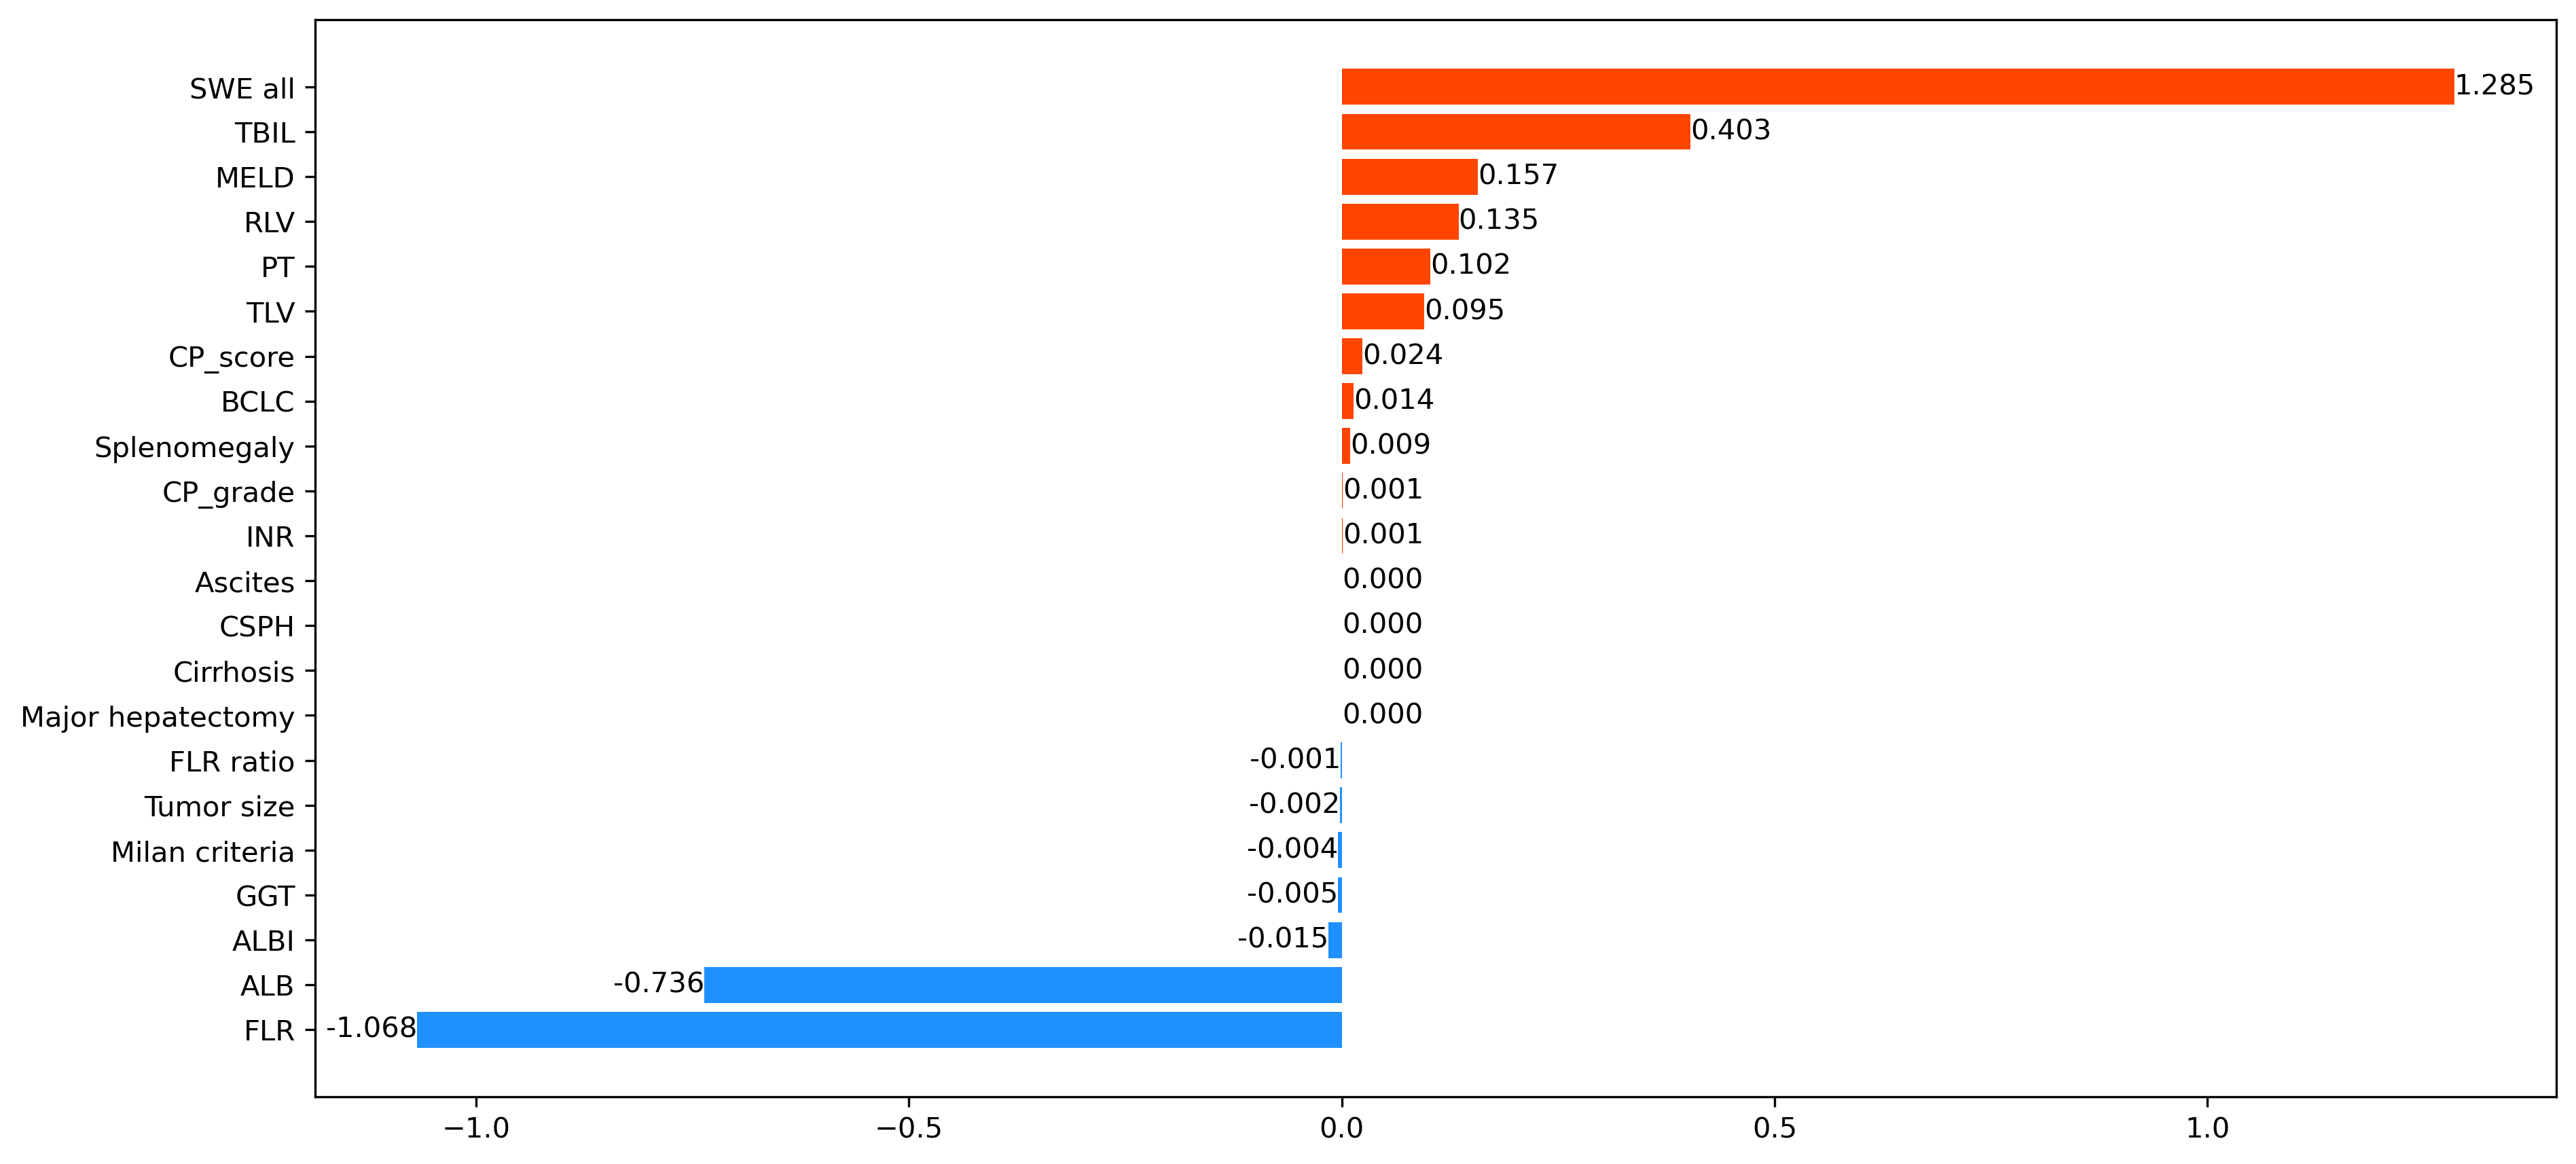 SWE all 1.285
TBIL 0.403
MELD 0.157
RLV 0.135
PT 0.102
TLV 0.095
CP_score 0.024
BCLC 0.014
Splenomegaly 0.009
CP_grade 0.001
INR 0.001
Ascites 0.000
CSPH 0.000
Cirrhosis 0.000
Major hepatectomy 0.000
FLR ratio -0.001
Tumor size -0.002
Milan criteria -0.004
GGT -0.005
ALBI -0.015
ALB -0.736
FLR -1.068
−1.0 −0.5 0.0 0.5 1.0